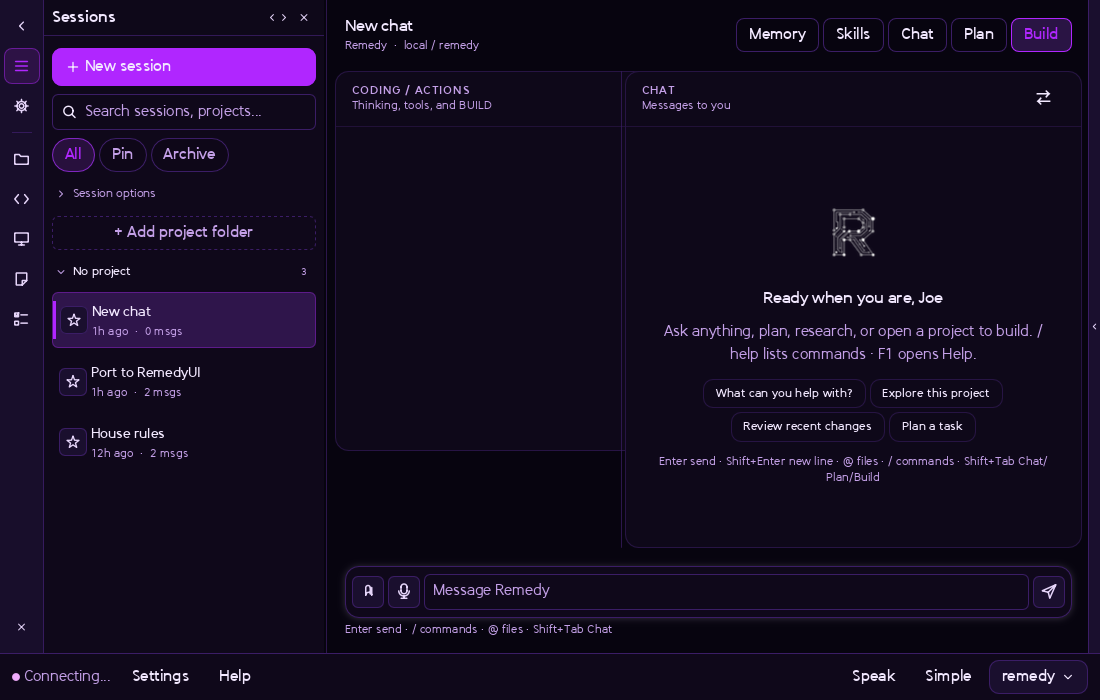 Sessions
New session
Search sessions, projects...
All
Pin
Archive
Session options
+ Add project folder
No project
3
New chat
1h ago · 0 msgs
Port to RemedyUI
1h ago · 2 msgs
House rules
12h ago · 2 msgs
New chat
Remedy · local / remedy
Memory
Skills
Chat
Plan
Build
CODING / ACTIONS
Thinking, tools, and BUILD
CHAT
Messages to you
R
Ready when you are, Joe
Ask anything, plan, research, or open a project to build. /
help lists commands · F1 opens Help.
What can you help with?
Explore this project
Review recent changes
Plan a task
Enter send · Shift+Enter new line · @ files · / commands · Shift+Tab Chat/
Plan/Build
Message Remedy
Enter send · / commands · @ files · Shift+Tab Chat
Connecting...
Settings
Help
Speak
Simple
remedy